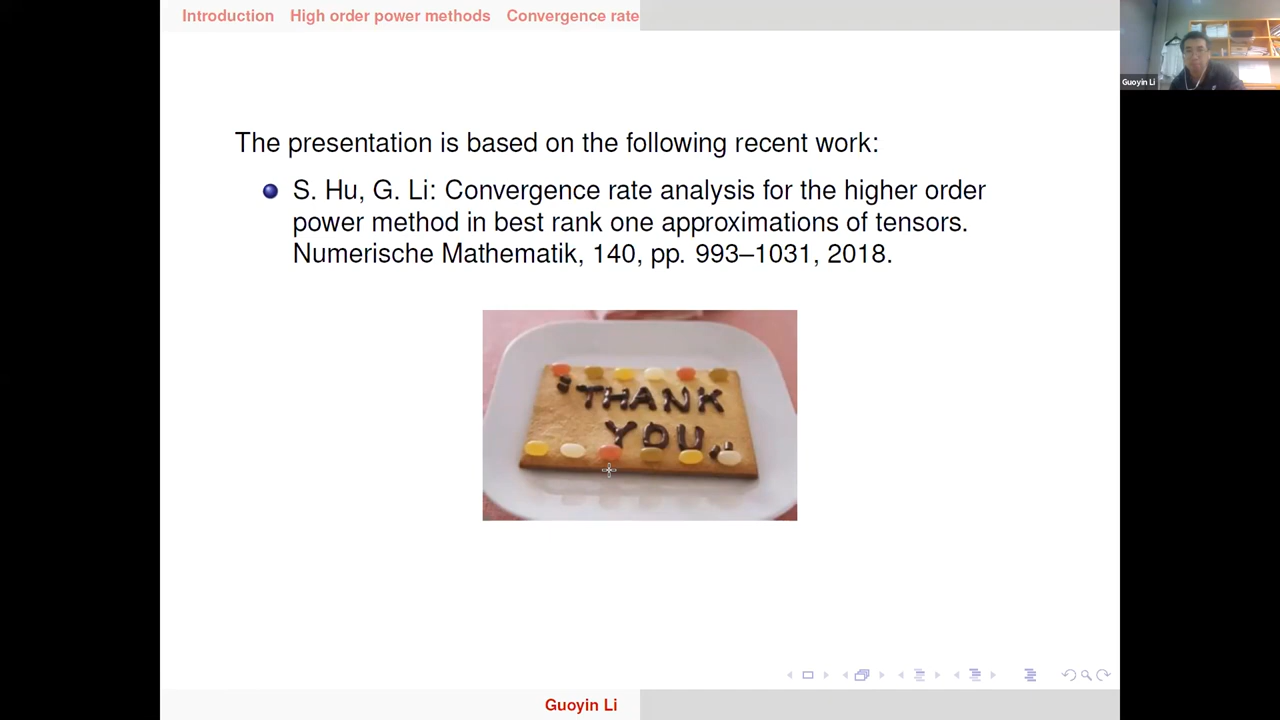 Introduction High order power methods Convergence rate
Guoyin Li
The presentation is based on the following recent work:
S. Hu, G. Li: Convergence rate analysis for the higher order
power method in best rank one approximations of tensors.
Numerische Mathematik, 140, pp. 993–1031, 2018.
THANK
YOU
Guoyin Li